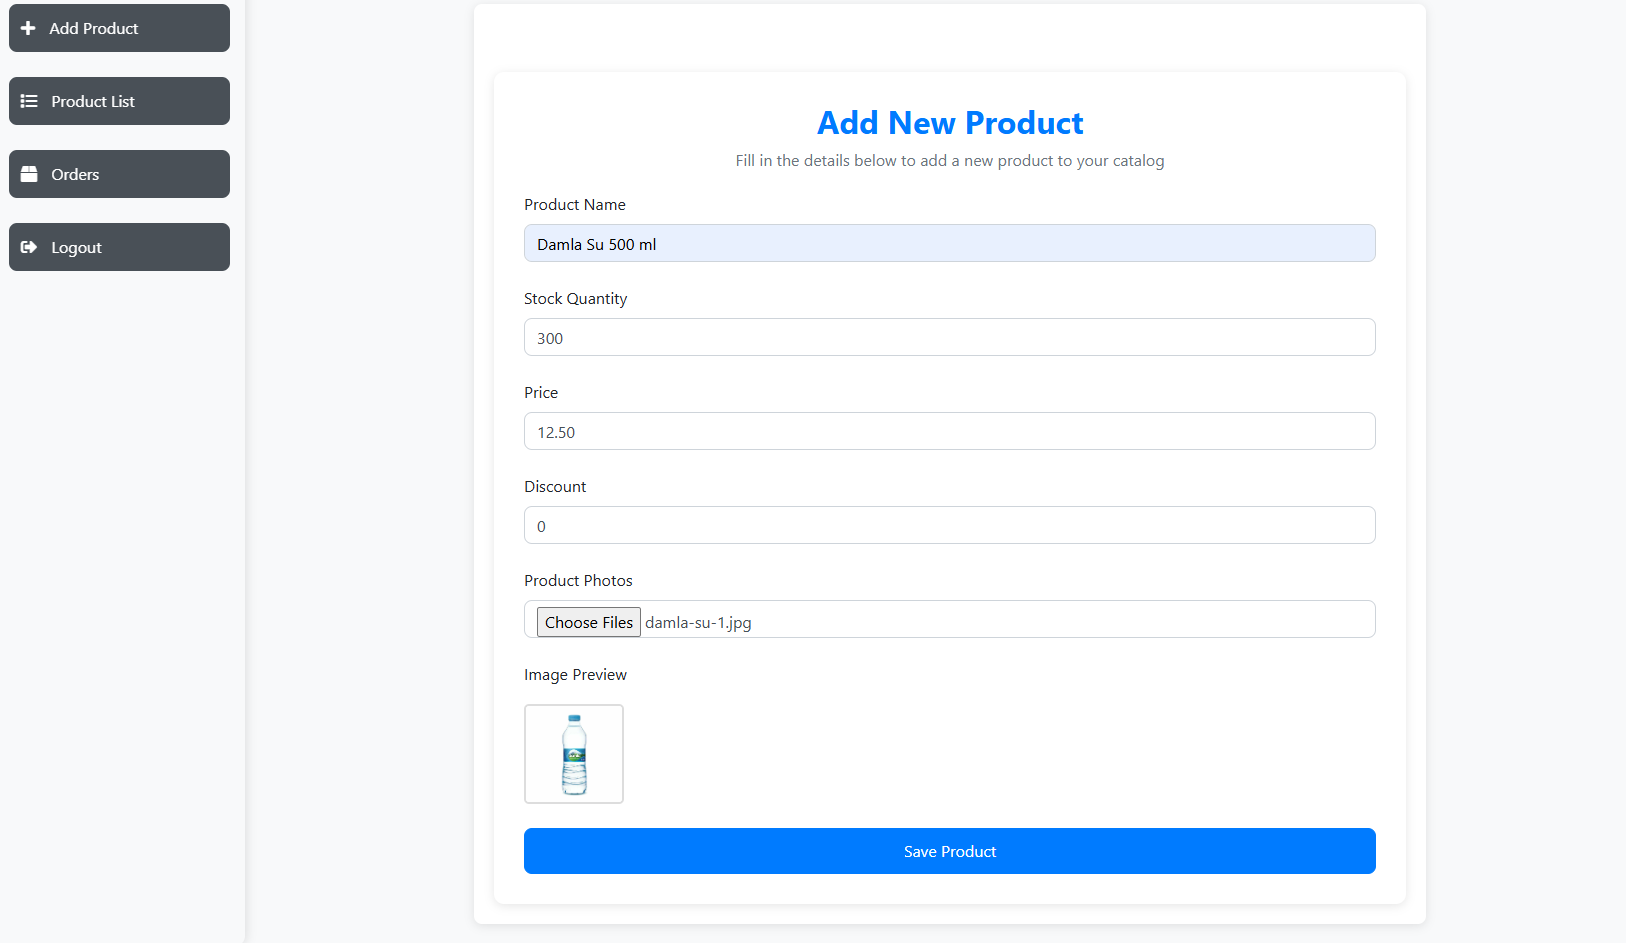 Add Product
Product List
Orders
Logout
Add New Product
Fill in the details below to add a new product to your catalog
Product Name
Damla Su 500 ml
Stock Quantity
300
Price
12.50
Discount
0
Product Photos
Choose Files damla-su-1.jpg
Image Preview
Save Product